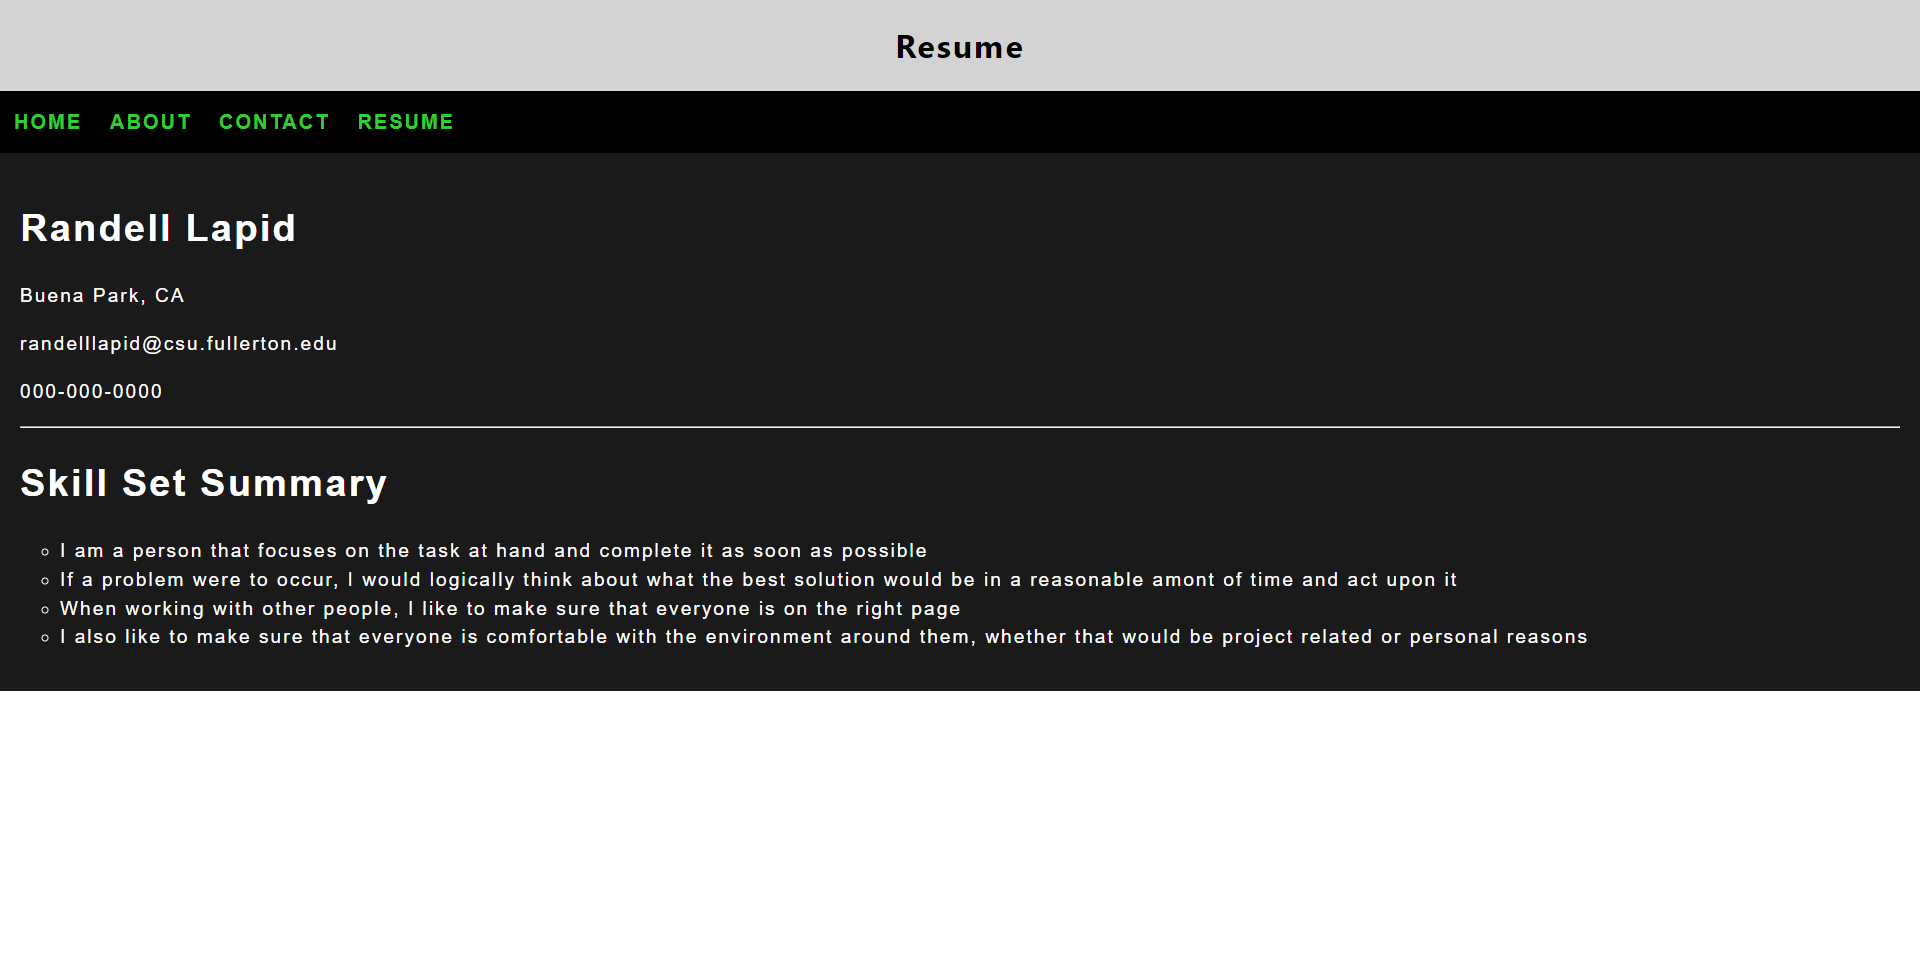 Resume
HOME ABOUT CONTACT RESUME
Randell Lapid
Buena Park, CA
randelllapid@csu.fullerton.edu
000-000-0000
Skill Set Summary
I am a person that focuses on the task at hand and complete it as soon as possible
If a problem were to occur, I would logically think about what the best solution would be in a reasonable amont of time and act upon it
When working with other people, I like to make sure that everyone is on the right page
I also like to make sure that everyone is comfortable with the environment around them, whether that would be project related or personal reasons